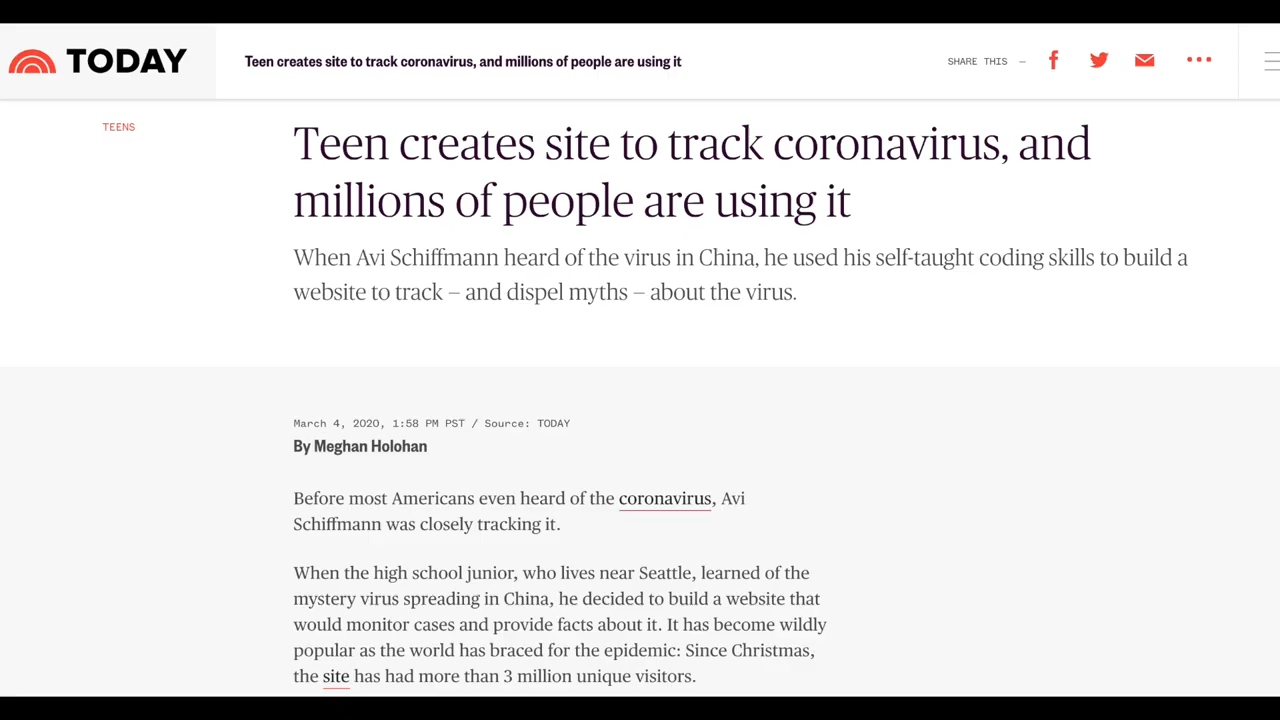 TODAY
Teen creates site to track coronavirus, and millions of people are using it
SHARE THIS —
TEENS
Teen creates site to track coronavirus, and
millions of people are using it
When Avi Schiffmann heard of the virus in China, he used his self-taught coding skills to build a
website to track — and dispel myths — about the virus.
March 4, 2020, 1:58 PM PST / Source: TODAY
By Meghan Holohan
Before most Americans even heard of the coronavirus, Avi
Schiffmann was closely tracking it.
When the high school junior, who lives near Seattle, learned of the
mystery virus spreading in China, he decided to build a website that
would monitor cases and provide facts about it. It has become wildly
popular as the world has braced for the epidemic: Since Christmas,
the site has had more than 3 million unique visitors.